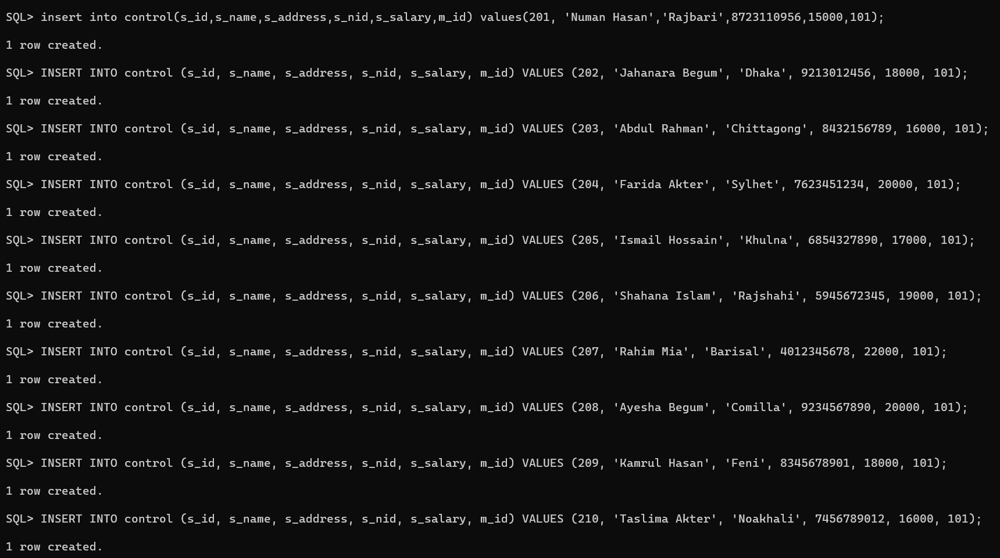 SQL> insert into control(s_id,s_name,s_address,s_nid,s_salary,m_id) values(201, 'Numan Hasan','Rajbari',8723110956,15000,101);
1 row created.
SQL> INSERT INTO control (s_id, s_name, s_address, s_nid, s_salary, m_id) VALUES (202, 'Jahanara Begum', 'Dhaka', 9213012456, 18000, 101);
1 row created.
SQL> INSERT INTO control (s_id, s_name, s_address, s_nid, s_salary, m_id) VALUES (203, 'Abdul Rahman', 'Chittagong', 8432156789, 16000, 101);
1 row created.
SQL> INSERT INTO control (s_id, s_name, s_address, s_nid, s_salary, m_id) VALUES (204, 'Farida Akter', 'Sylhet', 7623451234, 20000, 101);
1 row created.
SQL> INSERT INTO control (s_id, s_name, s_address, s_nid, s_salary, m_id) VALUES (205, 'Ismail Hossain', 'Khulna', 6854327890, 17000, 101);
1 row created.
SQL> INSERT INTO control (s_id, s_name, s_address, s_nid, s_salary, m_id) VALUES (206, 'Shahana Islam', 'Rajshahi', 5945672345, 19000, 101);
1 row created.
SQL> INSERT INTO control (s_id, s_name, s_address, s_nid, s_salary, m_id) VALUES (207, 'Rahim Mia', 'Barisal', 4012345678, 22000, 101);
1 row created.
SQL> INSERT INTO control (s_id, s_name, s_address, s_nid, s_salary, m_id) VALUES (208, 'Ayesha Begum', 'Comilla', 9234567890, 20000, 101);
1 row created.
SQL> INSERT INTO control (s_id, s_name, s_address, s_nid, s_salary, m_id) VALUES (209, 'Kamrul Hasan', 'Feni', 8345678901, 18000, 101);
1 row created.
SQL> INSERT INTO control (s_id, s_name, s_address, s_nid, s_salary, m_id) VALUES (210, 'Taslima Akter', 'Noakhali', 7456789012, 16000, 101);
1 row created.